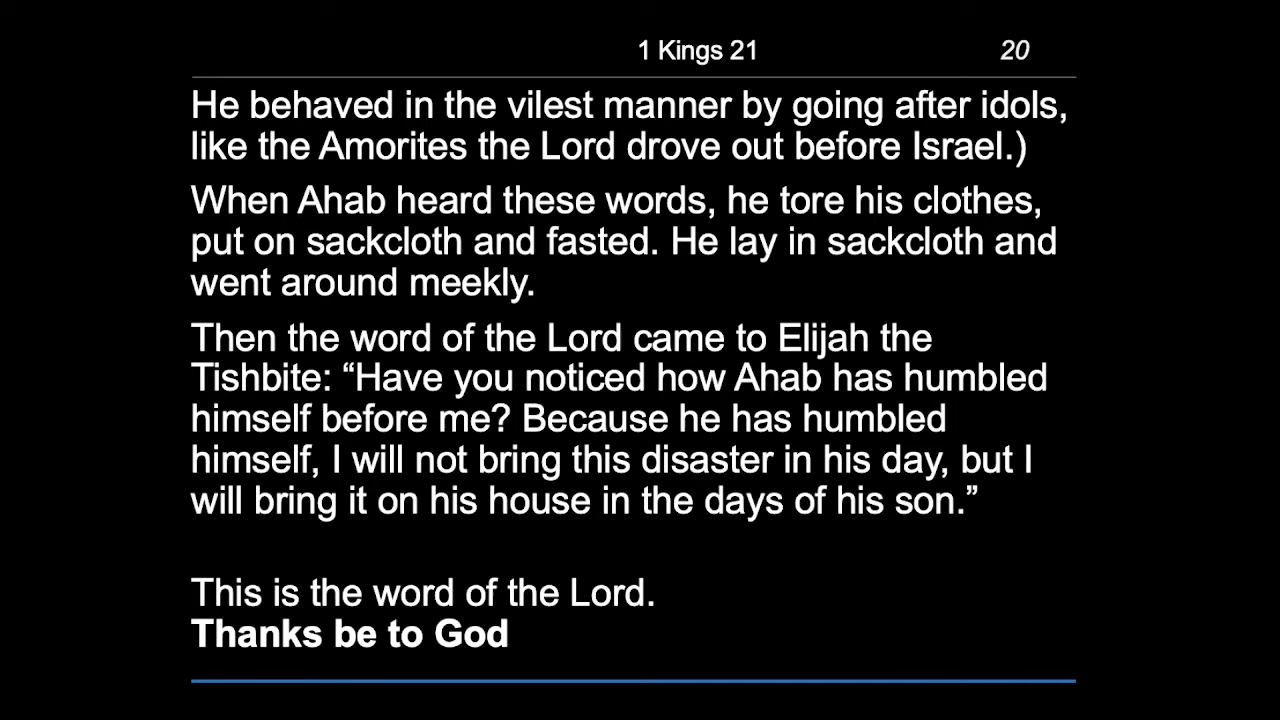 1 Kings 21 20
He behaved in the vilest manner by going after idols,
like the Amorites the Lord drove out before Israel.)
When Ahab heard these words, he tore his clothes,
put on sackcloth and fasted. He lay in sackcloth and
went around meekly.
Then the word of the Lord came to Elijah the
Tishbite: “Have you noticed how Ahab has humbled
himself before me? Because he has humbled
himself, I will not bring this disaster in his day, but I
will bring it on his house in the days of his son.”
This is the word of the Lord.
Thanks be to God